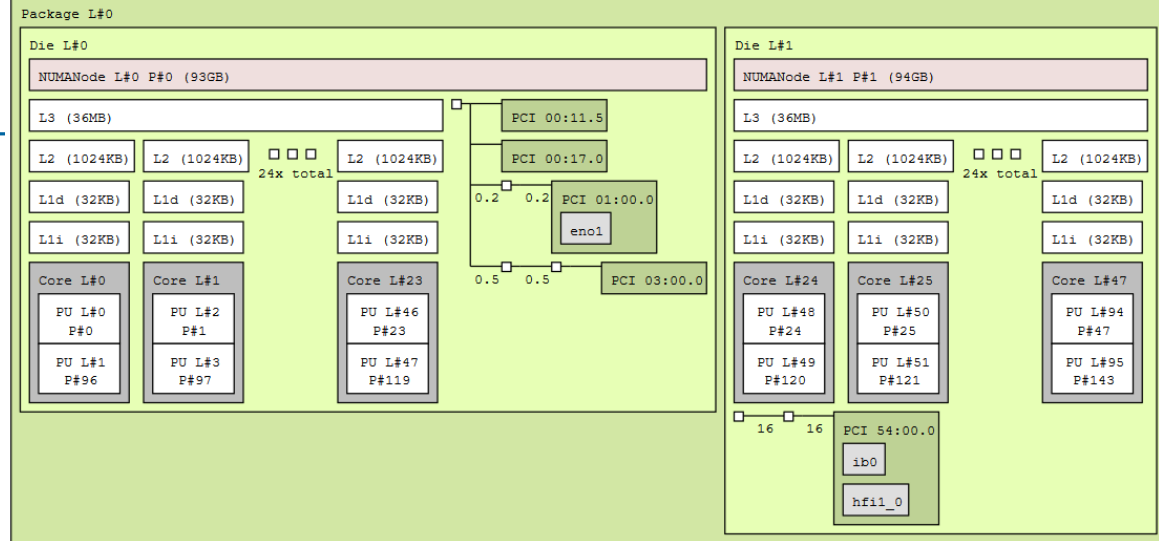 Package L#0
Die L#0
NUMANode L#0 P#0 (93GB)
L3 (36MB)
L2 (1024KB) L2 (1024KB) 24x total L2 (1024KB)
L1d (32KB) L1d (32KB) L1d (32KB)
L1i (32KB) L1i (32KB) L1i (32KB)
Core L#0 Core L#1 Core L#23
PU L#0 PU L#2 PU L#46
P#0 P#1 P#23
PU L#1 PU L#3 PU L#47
P#96 P#97 P#119
PCI 00:11.5
PCI 00:17.0
0.2 0.2 PCI 01:00.0
eno1
0.5 0.5 PCI 03:00.0
Die L#1
NUMANode L#1 P#1 (94GB)
L3 (36MB)
L2 (1024KB) L2 (1024KB) 24x total L2 (1024KB)
L1d (32KB) L1d (32KB) L1d (32KB)
L1i (32KB) L1i (32KB) L1i (32KB)
Core L#24 Core L#25 Core L#47
PU L#48 PU L#50 PU L#94
P#24 P#25 P#47
PU L#49 PU L#51 PU L#95
P#120 P#121 P#143
16 16 PCI 54:00.0
ib0
hfi1_0